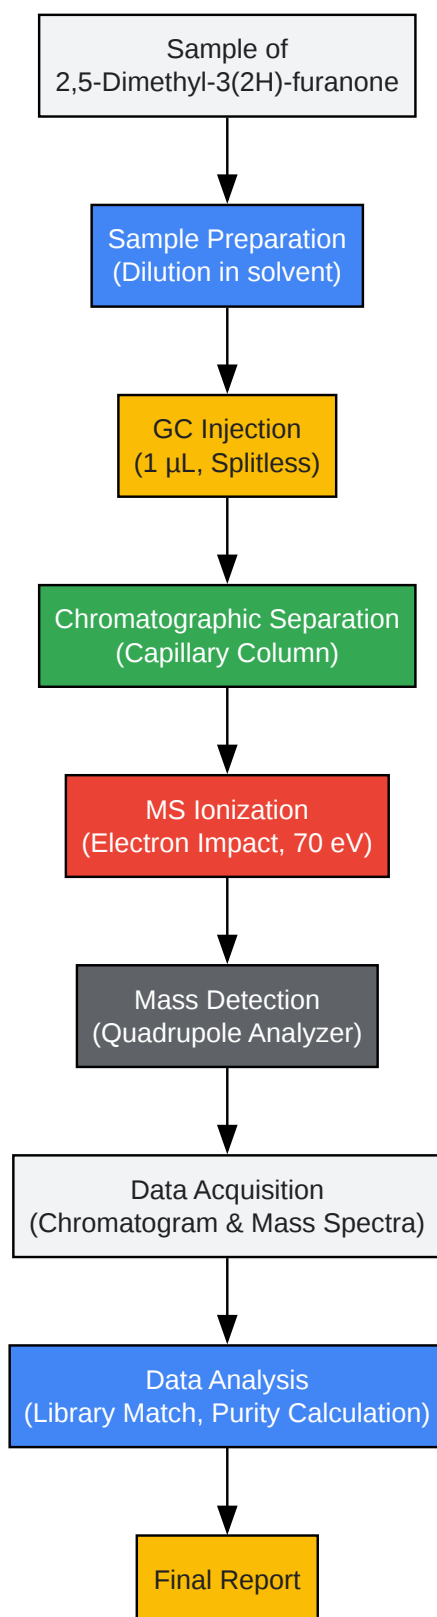 Sample of
2,5-Dimethyl-3(2H)-furanone
Sample Preparation
(Dilution in solvent)
GC Injection
(1 µL, Splitless)
Chromatographic Separation
(Capillary Column)
MS Ionization
(Electron Impact, 70 eV)
Mass Detection
(Quadrupole Analyzer)
Data Acquisition
(Chromatogram & Mass Spectra)
Data Analysis
(Library Match, Purity Calculation)
Final Report